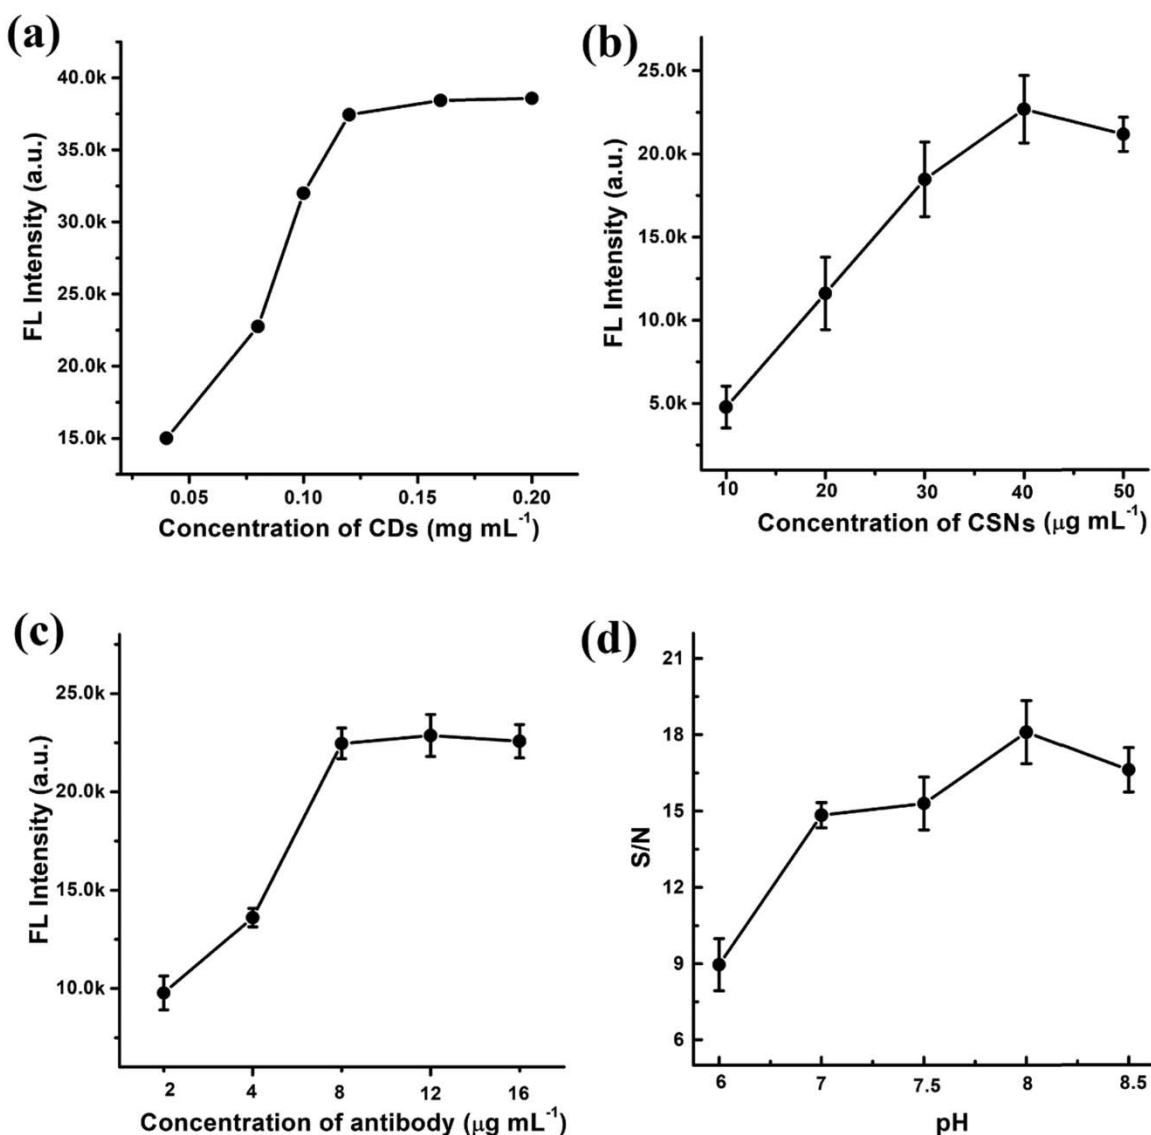 (a)
FL Intensity (a.u.)
40.0k
35.0k
30.0k
25.0k
20.0k
15.0k
0.05 0.10 0.15 0.20
Concentration of CDs (mg mL⁻¹)
(b)
FL Intensity (a.u.)
25.0k
20.0k
15.0k
10.0k
5.0k
10 20 30 40 50
Concentration of CSNs (μg mL⁻¹)
(c)
FL Intensity (a.u.)
25.0k
20.0k
15.0k
10.0k
2 4 8 12 16
Concentration of antibody (μg mL⁻¹)
(d)
S/N
21
18
15
12
9
6
6 7 7.5 8 8.5
pH